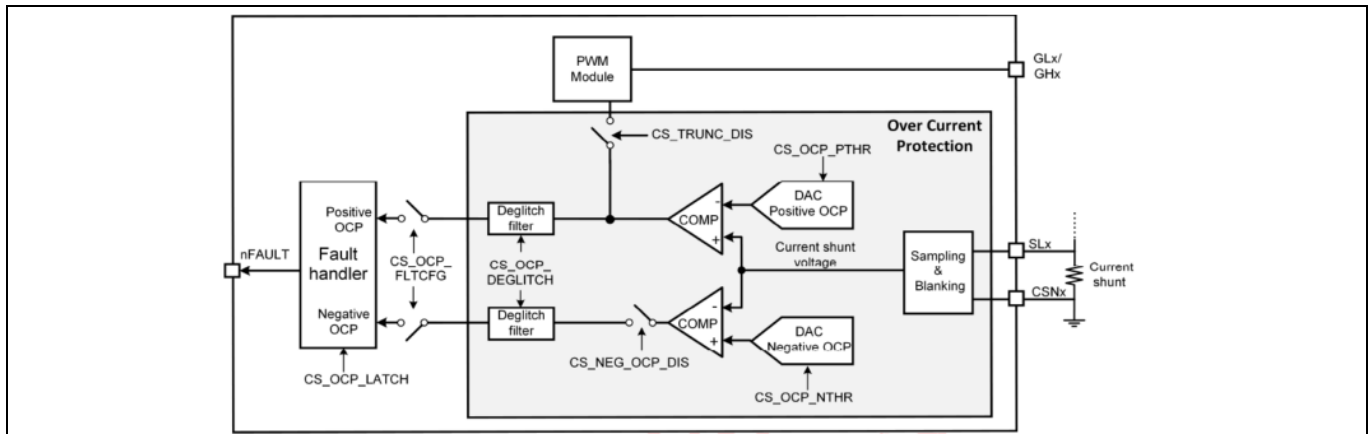 PWM
Module
GLx/
GHx
Over Current
Protection
CS_TRUNC_DIS
CS_OCP_PTHR
DAC
Positive OCP
-
COMP
+
Deglitch
filter
Positive
OCP
Fault
handler
nFAULT
CS_OCP_
FLTCFG
CS_OCP_
DEGLITCH
Current shunt
voltage
Sampling
&
Blanking
SLx
Current
shunt
CSNx
Negative
OCP
Deglitch
filter
-
COMP
+
DAC
Negative OCP
CS_NEG_OCP_DIS
CS_OCP_LATCH
CS_OCP_NTHR